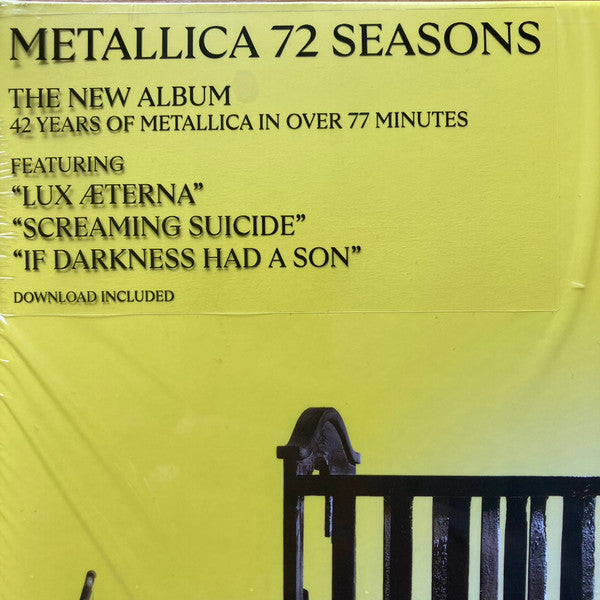 METALLICA 72 SEASONS
THE NEW ALBUM
42 YEARS OF METALLICA IN OVER 77 MINUTES
FEATURING
“LUX ÆTERNA”
“SCREAMING SUICIDE”
“IF DARKNESS HAD A SON”
DOWNLOAD INCLUDED